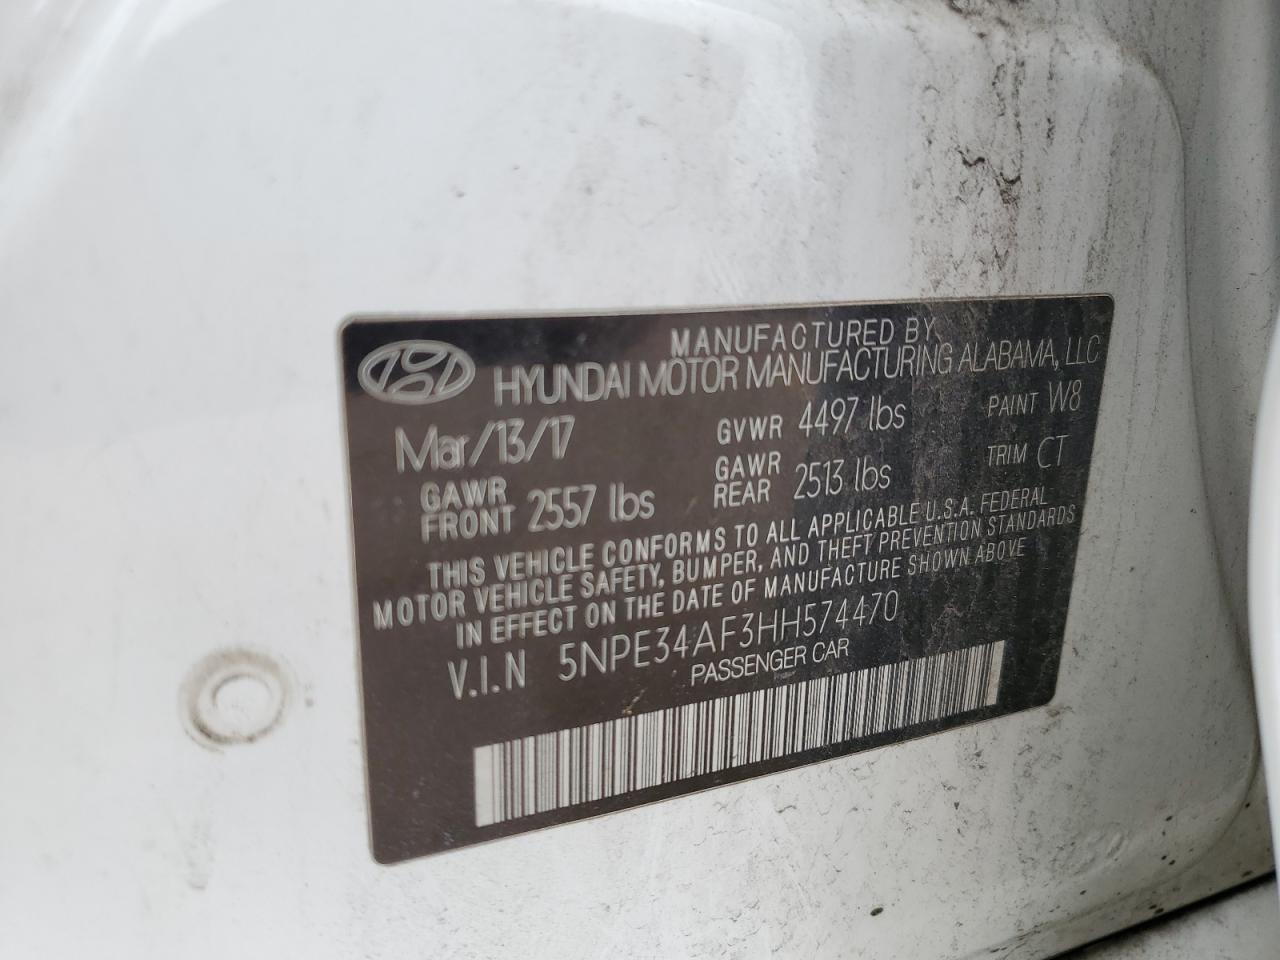 MANUFACTURED BY
HYUNDAI MOTOR MANUFACTURING ALABAMA, LLC
Mar/13/17 GVWR 4497 lbs PAINT W8
GAWR FRONT 2557 lbs GAWR REAR 2513 lbs TRIM CT
THIS VEHICLE CONFORMS TO ALL APPLICABLE U.S.A. FEDERAL
MOTOR VEHICLE SAFETY, BUMPER, AND THEFT PREVENTION STANDARDS
IN EFFECT ON THE DATE OF MANUFACTURE SHOWN ABOVE
V.I.N 5NPE34AF3HH574470
PASSENGER CAR